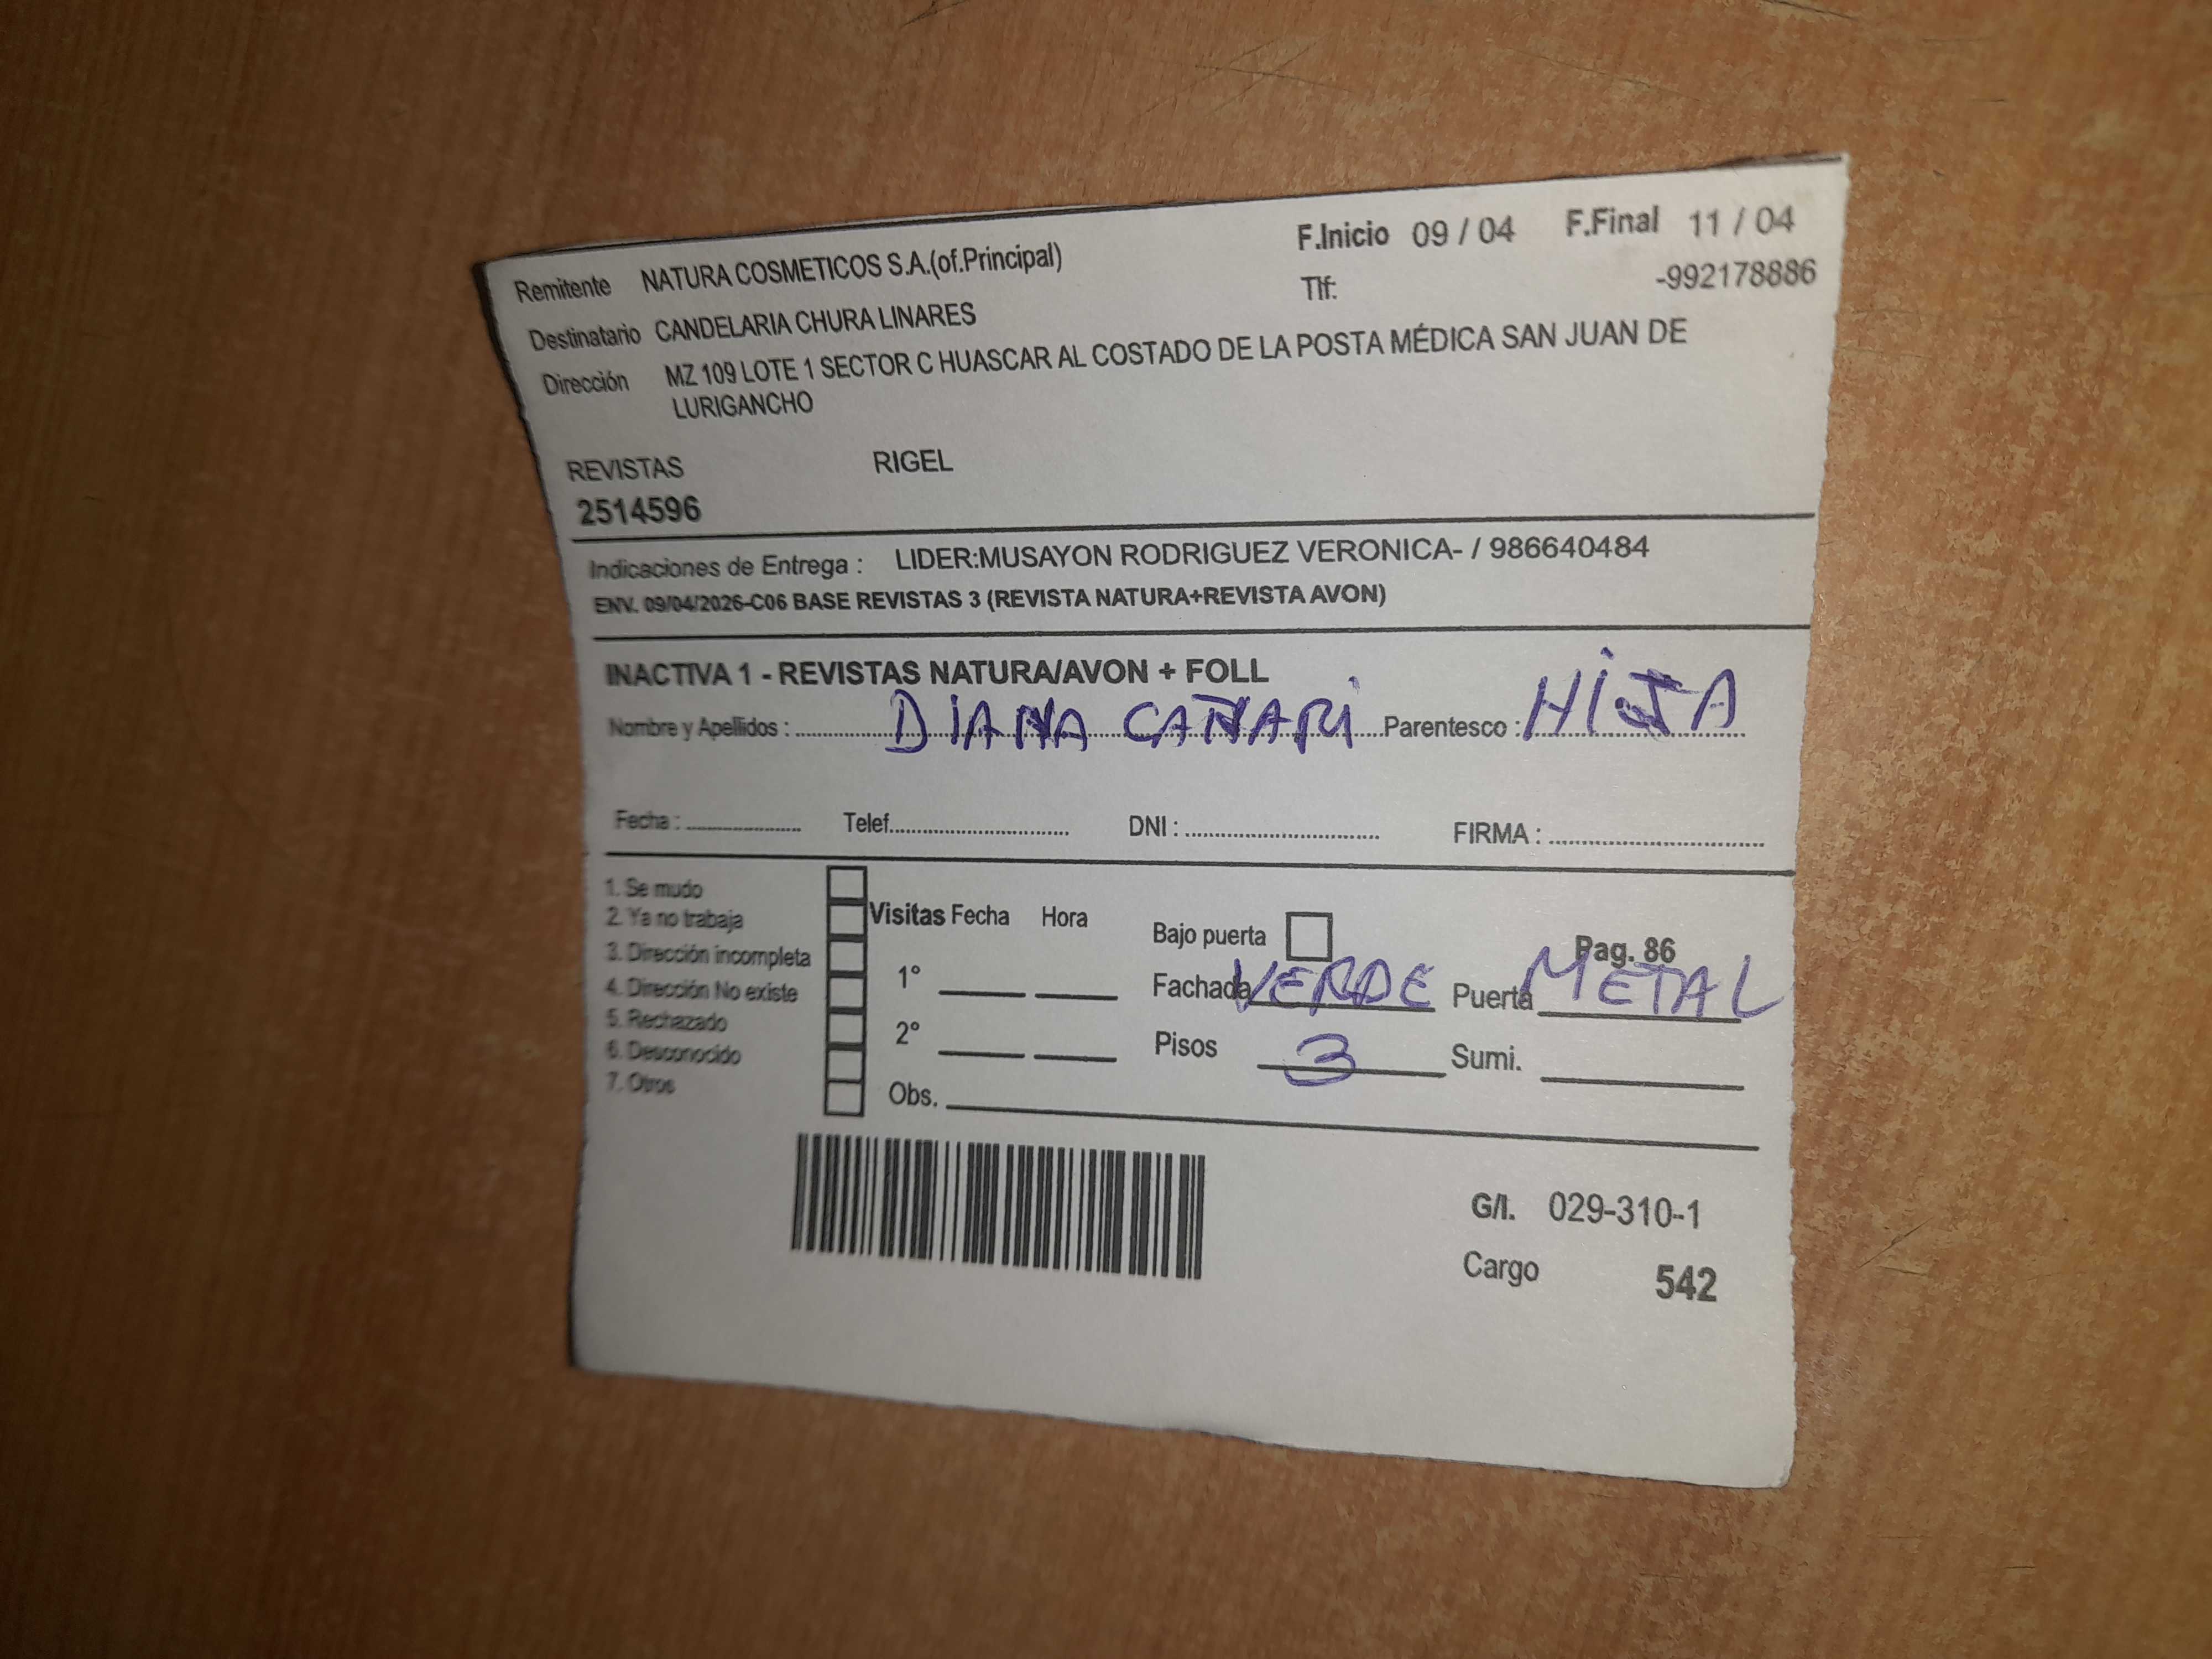 Remitente NATURA COSMETICOS S.A.(of.Principal) F.Inicio 09 / 04 F.Final 11 / 04
Destinatario CANDELARIA CHURA LINARES Tlf: -992178886
Dirección MZ 109 LOTE 1 SECTOR C HUASCAR AL COSTADO DE LA POSTA MÉDICA SAN JUAN DE
LURIGANCHO
REVISTAS RIGEL
2514596
Indicaciones de Entrega : LIDER:MUSAYON RODRIGUEZ VERONICA- / 986640484
ENV. 09/04/2026-C06 BASE REVISTAS 3 (REVISTA NATURA+REVISTA AVON)
INACTIVA 1 - REVISTAS NATURA/AVON + FOLL
Nombre y Apellidos : DIANA CAÑARI Parentesco : HIJA
Fecha : Telef. DNI : FIRMA :
1. Se mudo
2. Ya no trabaja
3. Dirección incompleta
4. Dirección No existe
5. Rechazado
6. Desconocido
7. Otros
Visitas Fecha Hora
1°
2°
Obs.
Bajo puerta Pag. 86
Fachada VERDE Puerta METAL
Pisos 3 Sumi.
G/I. 029-310-1
Cargo 542